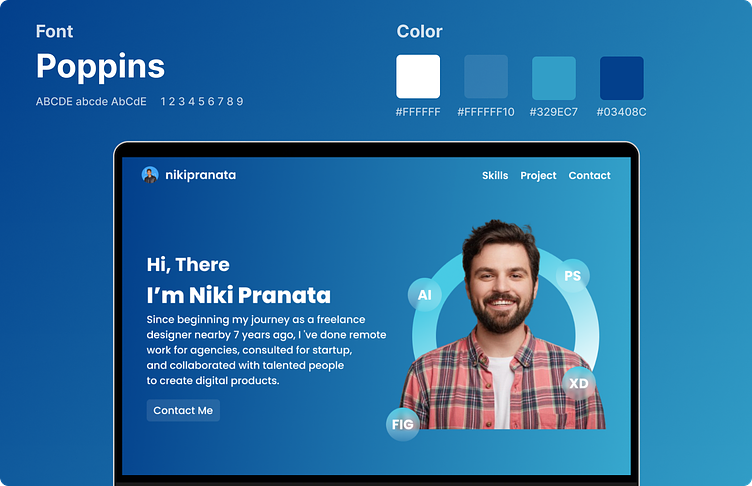 Font
Poppins
ABCDE abcde AbCdE 1 2 3 4 5 6 7 8 9
Color
#FFFFFF #FFFFFF10 #329EC7 #03408C
nikipranata
Skills Project Contact
Hi, There
I’m Niki Pranata
Since beginning my journey as a freelance
designer nearby 7 years ago, I 've done remote
work for agencies, consulted for startup,
and collaborated with talented people
to create digital products.
Contact Me
AI
PS
XD
FIG